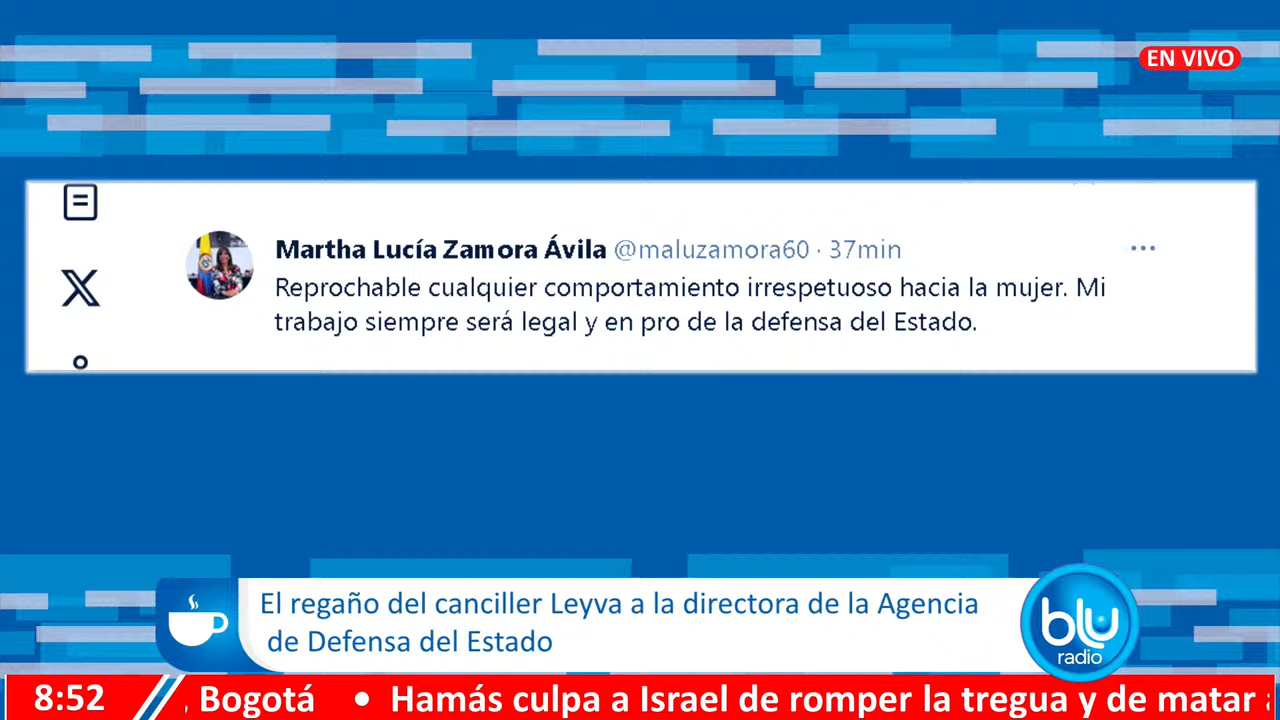 EN VIVO
Martha Lucía Zamora Ávila @maluzamora60 · 37min
Reprochable cualquier comportamiento irrespetuoso hacia la mujer. Mi
trabajo siempre será legal y en pro de la defensa del Estado.
El regaño del canciller Leyva a la directora de la Agencia
de Defensa del Estado
blu
radio
8:52 , Bogotá • Hamás culpa a Israel de romper la tregua y de matar